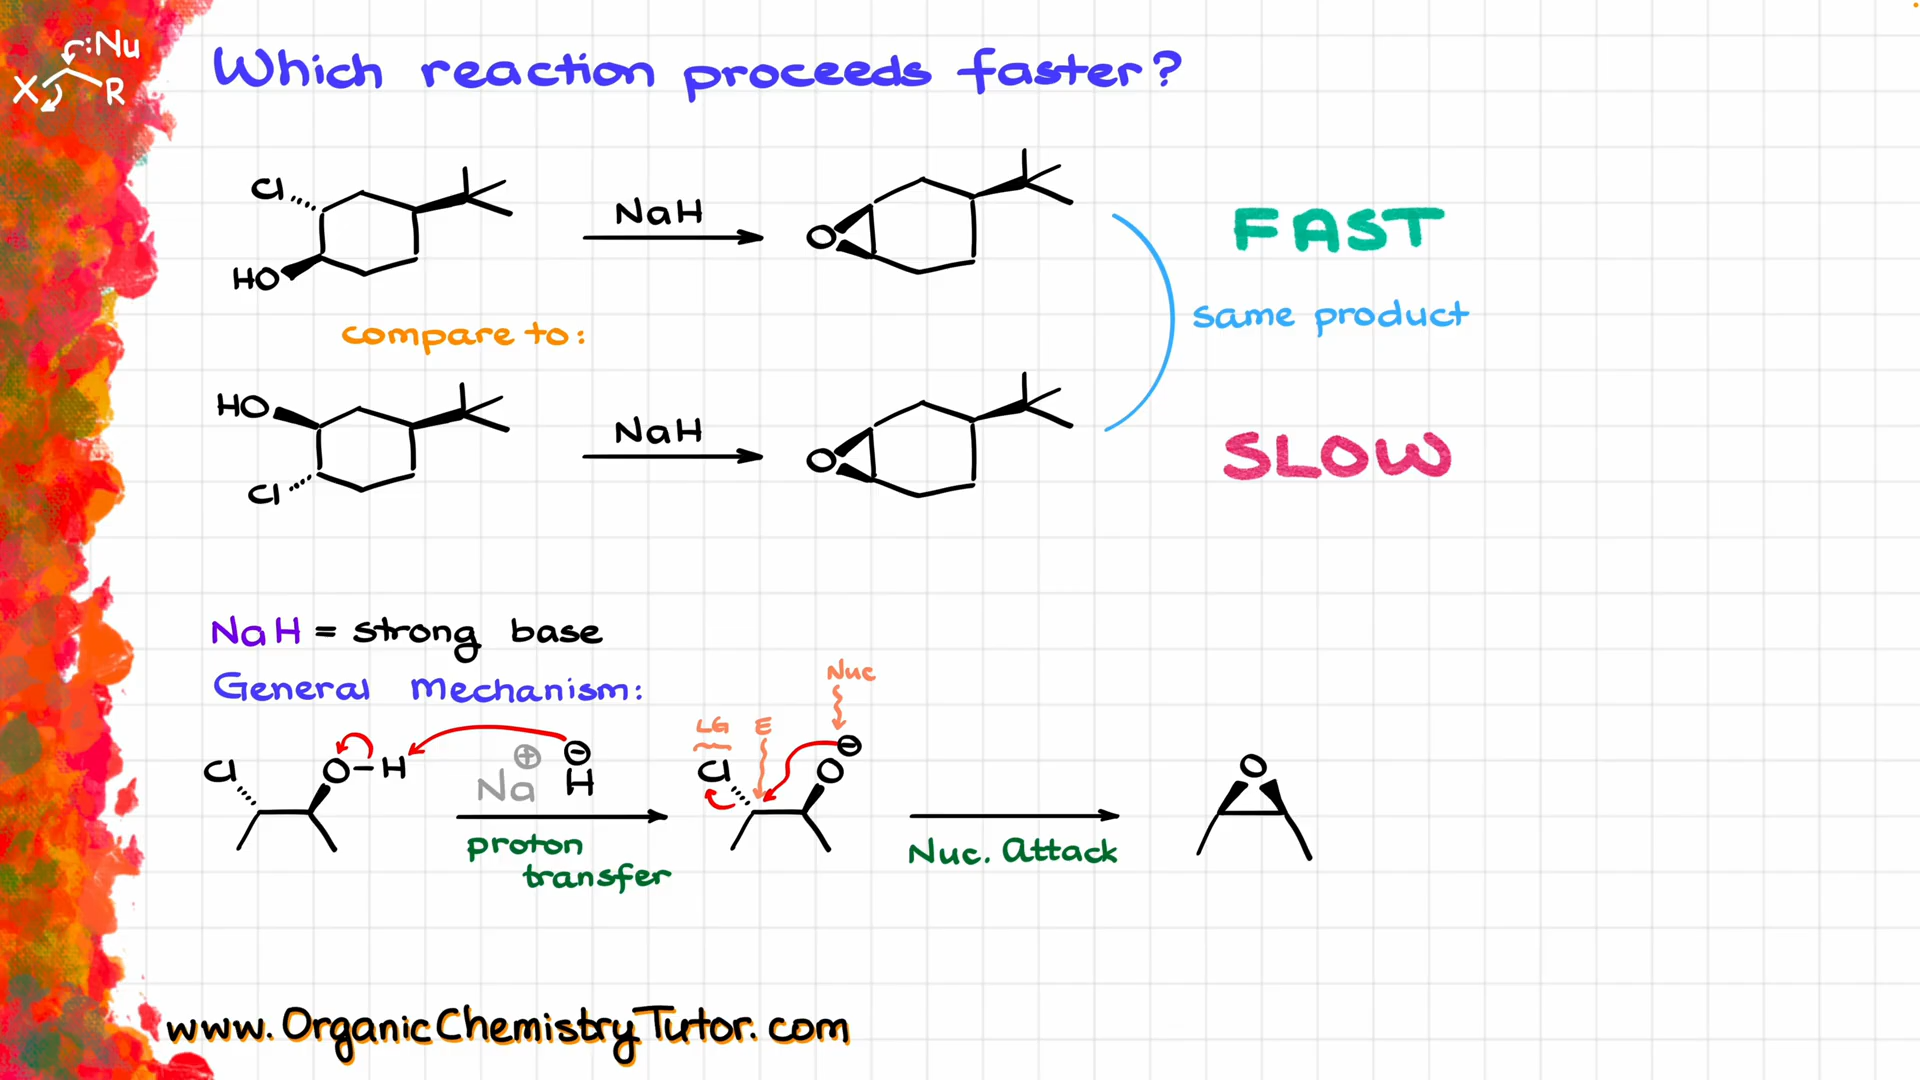 :Nu
X R
Which reaction proceeds faster?
Cl
HO
NaH
O
FAST
compare to:
same product
HO
Cl
NaH
O
SLOW
NaH = strong base
General Mechanism:
Cl O-H
Na ⊕ H ⊖
proton
transfer
LG E Nuc
Cl O ⊖
Nuc. Attack
O
www.OrganicChemistryTutor.com